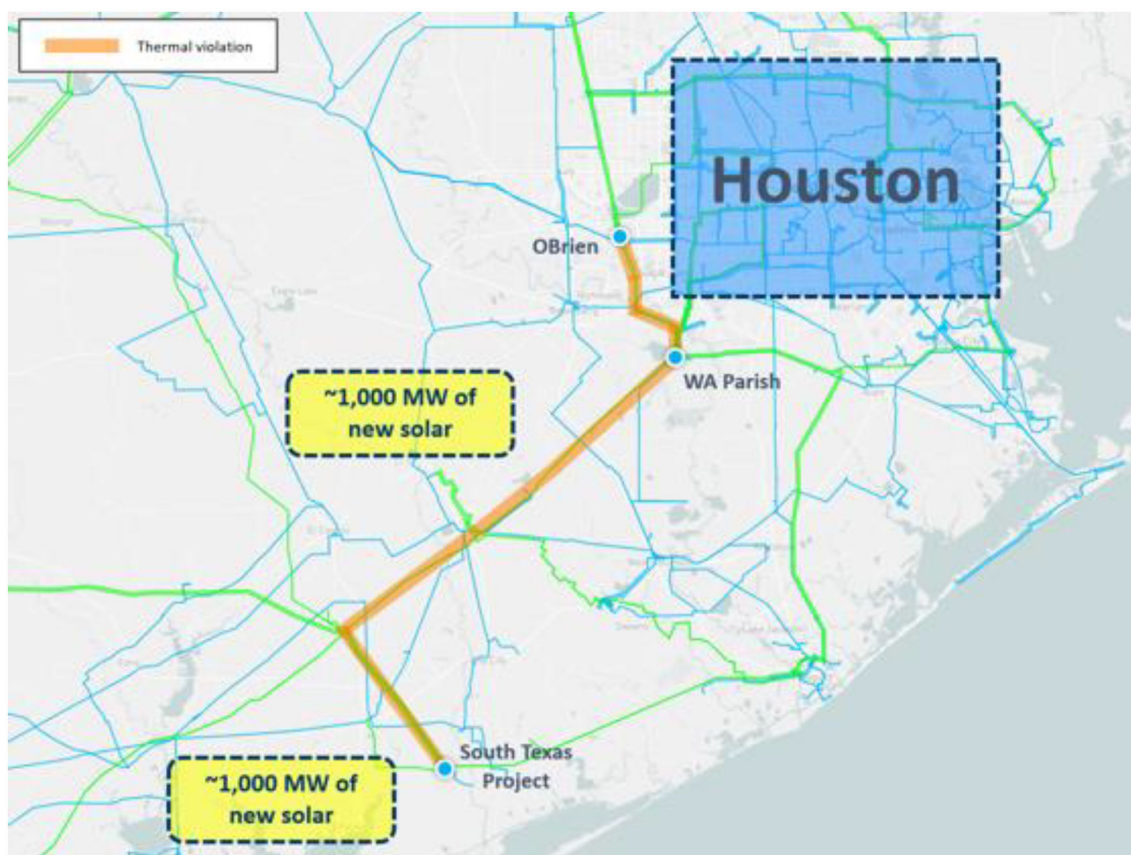 Thermal violation
Houston
OBrien
WA Parish
~1,000 MW of
new solar
South Texas
Project
~1,000 MW of
new solar